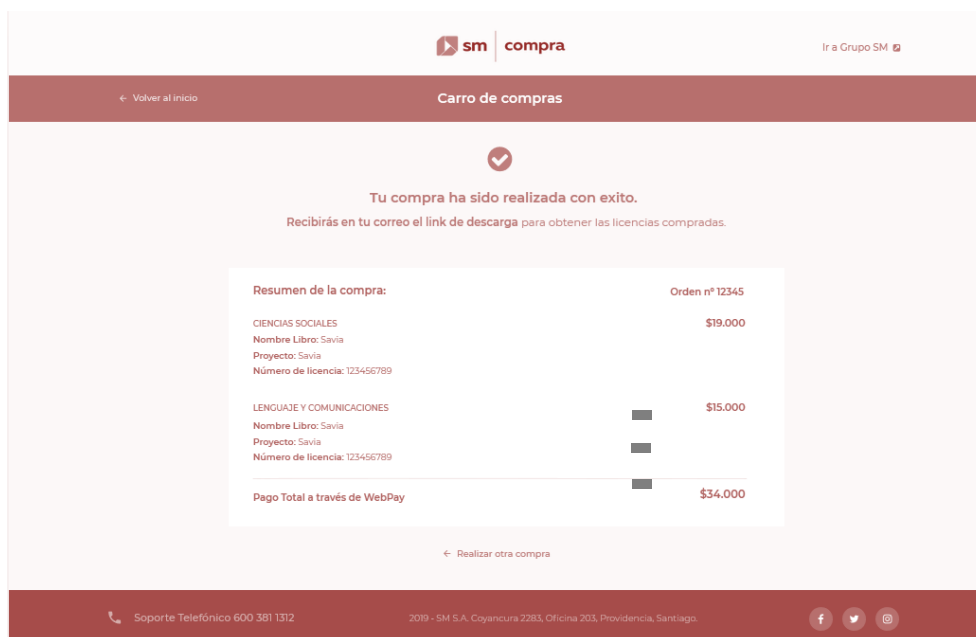 sm compra
Ir a Grupo SM
Volver al inicio
Carro de compras
Tu compra ha sido realizada con exito.
Recibirás en tu correo el link de descarga para obtener las licencias compradas.
Resumen de la compra:
Orden nº 12345
CIENCIAS SOCIALES
$19.000
Nombre Libro: Savia
Proyecto: Savia
Número de licencia: 123456789
LENGUAJE Y COMUNICACIONES
$15.000
Nombre Libro: Savia
Proyecto: Savia
Número de licencia: 123456789
Pago Total a través de WebPay
$34.000
Realizar otra compra
Soporte Telefónico 600 381 1312
2019 - SM S.A. Coyancura 2283, Oficina 203, Providencia, Santiago.